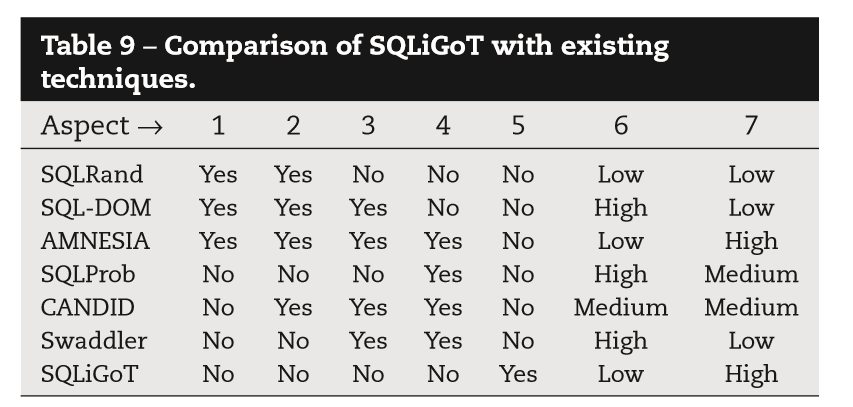 Table 9 – Comparison of SQLiGoT with existing
techniques.
Aspect → 1 2 3 4 5 6 7
SQLRand Yes Yes No No No Low Low
SQL-DOM Yes Yes Yes No No High Low
AMNESIA Yes Yes Yes Yes No Low High
SQLProb No No No Yes No High Medium
CANDID No Yes Yes Yes No Medium Medium
Swaddler No No Yes Yes No High Low
SQLiGoT No No No No Yes Low High